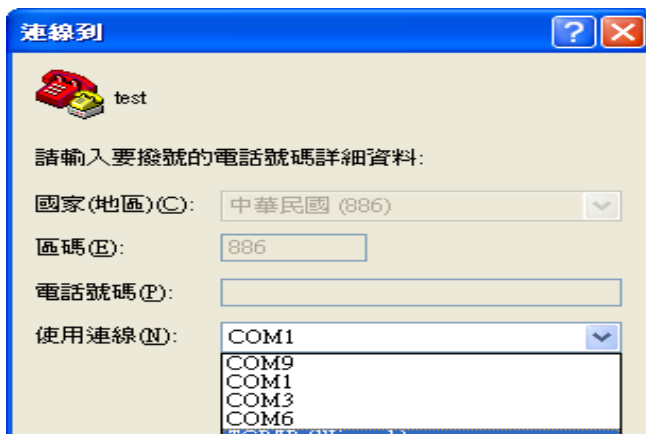 連線到
test
請輸入要撥號的電話號碼詳細資料:
國家(地區)(C): 中華民國 (886)
區碼(E): 886
電話號碼(P):
使用連線(N): COM1
COM9
COM1
COM3
COM6